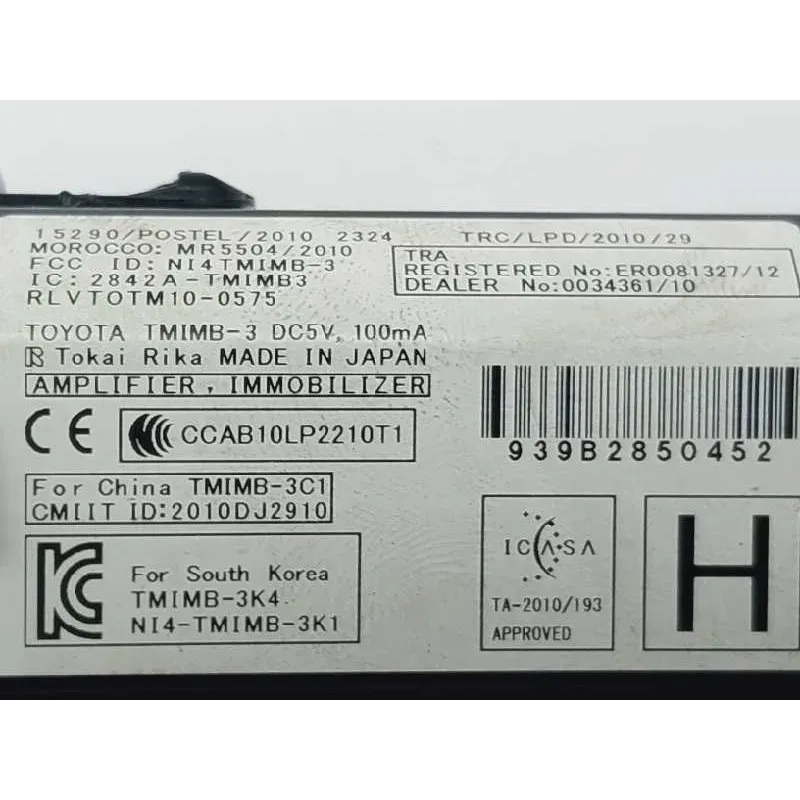 15290/POSTEL/2010 2324 TRC/LPD/2010/29
MOROCCO: MR5504/2010
FCC ID: NI4TMIMB-3
IC: 2842A-TMIMB3
RLVTOTM10-0575
TRA
REGISTERED No:ER0081327/12
DEALER No:0034361/10
TOYOTA TMIMB-3 DC5V, 100mA
Tokai Rika MADE IN JAPAN
AMPLIFIER, IMMOBILIZER
CE
CCAB10LP2210T1
939B2850452
For China TMIMB-3C1
CMIIT ID:2010DJ2910
KC
For South Korea
TMIMB-3K4
NI4-TMIMB-3K1
ICASA
TA-2010/193
APPROVED
H